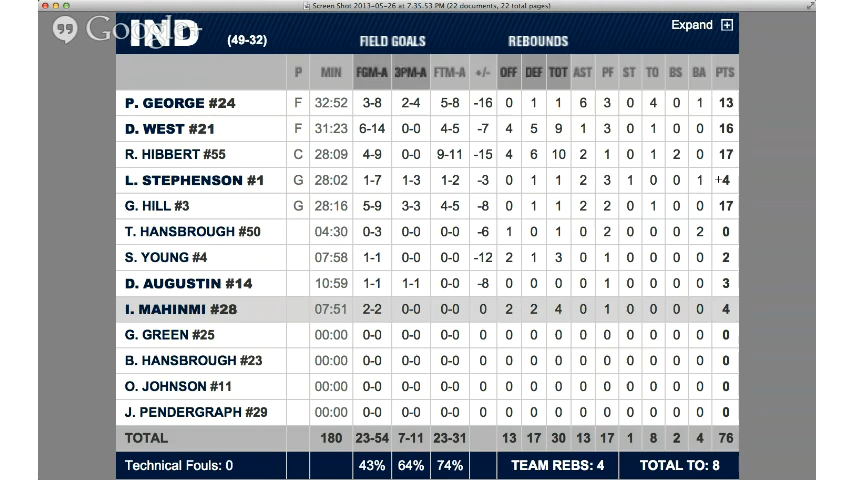 Screen Shot 2013-05-26 at 7.35.53 PM (22 documents, 22 total pages)
Google+
IND (49-32) FIELD GOALS REBOUNDS Expand
P MIN FGM-A 3PM-A FTM-A +/- OFF DEF TOT AST PF ST TO BS BA PTS
P. GEORGE #24 F 32:52 3-8 2-4 5-8 -16 0 1 1 6 3 0 4 0 1 13
D. WEST #21 F 31:23 6-14 0-0 4-5 -7 4 5 9 1 3 0 1 0 0 16
R. HIBBERT #55 C 28:09 4-9 0-0 9-11 -15 4 6 10 2 1 0 1 2 0 17
L. STEPHENSON #1 G 28:02 1-7 1-3 1-2 -3 0 1 1 2 3 1 0 0 1 4
G. HILL #3 G 28:16 5-9 3-3 4-5 -8 0 1 1 2 2 0 1 0 0 17
T. HANSBROUGH #50 04:30 0-3 0-0 0-0 -6 1 0 1 0 2 0 0 0 2 0
S. YOUNG #4 07:58 1-1 0-0 0-0 -12 2 1 3 0 1 0 0 0 0 2
D. AUGUSTIN #14 10:59 1-1 1-1 0-0 -8 0 0 0 0 1 0 0 0 0 3
I. MAHINMI #28 07:51 2-2 0-0 0-0 0 2 2 4 0 1 0 0 0 0 4
G. GREEN #25 00:00 0-0 0-0 0-0 0 0 0 0 0 0 0 0 0 0 0
B. HANSBROUGH #23 00:00 0-0 0-0 0-0 0 0 0 0 0 0 0 0 0 0 0
O. JOHNSON #11 00:00 0-0 0-0 0-0 0 0 0 0 0 0 0 0 0 0 0
J. PENDERGRAPH #29 00:00 0-0 0-0 0-0 0 0 0 0 0 0 0 0 0 0 0
TOTAL 180 23-54 7-11 23-31 13 17 30 13 17 1 8 2 4 76
Technical Fouls: 0 43% 64% 74% TEAM REBS: 4 TOTAL TO: 8